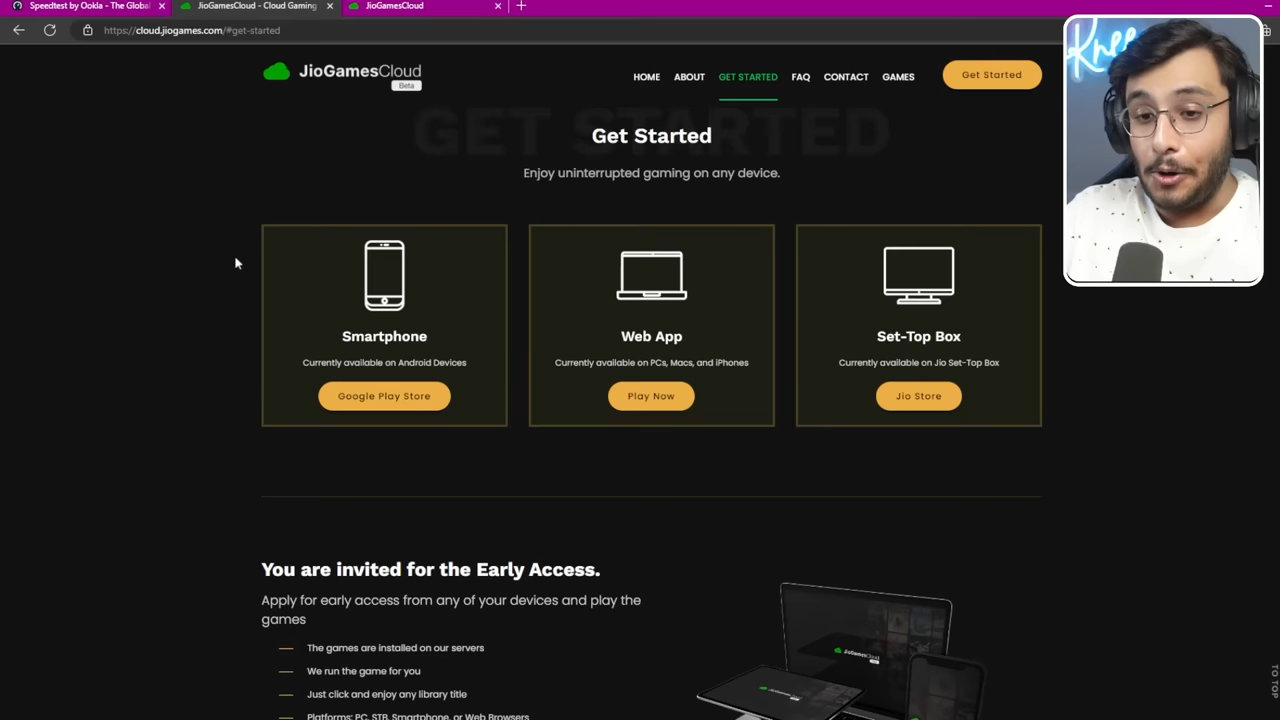 Speedtest by Ookla - The Global
JioGamesCloud - Cloud Gaming
JioGamesCloud
https://cloud.jiogames.com/#get-started
JioGamesCloud
Beta
HOME ABOUT GET STARTED FAQ CONTACT GAMES
Get Started
GET STARTED
Get Started
Enjoy uninterrupted gaming on any device.
Smartphone
Currently available on Android Devices
Google Play Store
Web App
Currently available on PCs, Macs, and iPhones
Play Now
Set-Top Box
Currently available on Jio Set-Top Box
Jio Store
You are invited for the Early Access.
Apply for early access from any of your devices and play the
games
The games are installed on our servers
We run the game for you
Just click and enjoy any library title
Platforms: PC, STB, Smartphone, or Web Browsers
JioGamesCloud
JioGamesCloud
TO TOP